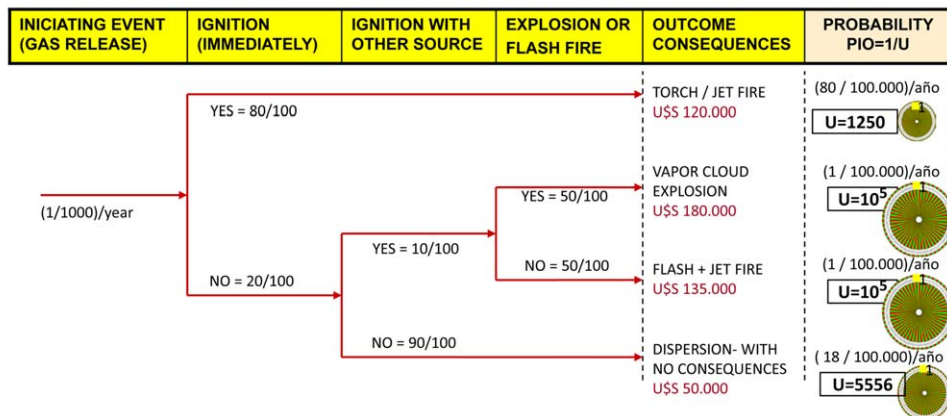 INICIATING EVENT
(GAS RELEASE)
IGNITION
(IMMEDIATELY)
IGNITION WITH
OTHER SOURCE
EXPLOSION OR
FLASH FIRE
OUTCOME
CONSEQUENCES
PROBABILITY
PIO=1/U
YES = 80/100
TORCH / JET FIRE
U$S 120.000
(80 / 100.000)/año
1
U=1250
(1/1000)/year
YES = 50/100
VAPOR CLOUD
EXPLOSION
U$S 180.000
(1 / 100.000)/año
1
U=10⁵
YES = 10/100
NO = 20/100
NO = 50/100
FLASH + JET FIRE
U$S 135.000
(1 / 100.000)/año
1
U=10⁵
NO = 90/100
DISPERSION- WITH
NO CONSEQUENCES
U$S 50.000
( 18 / 100.000)/año
1
U=5556